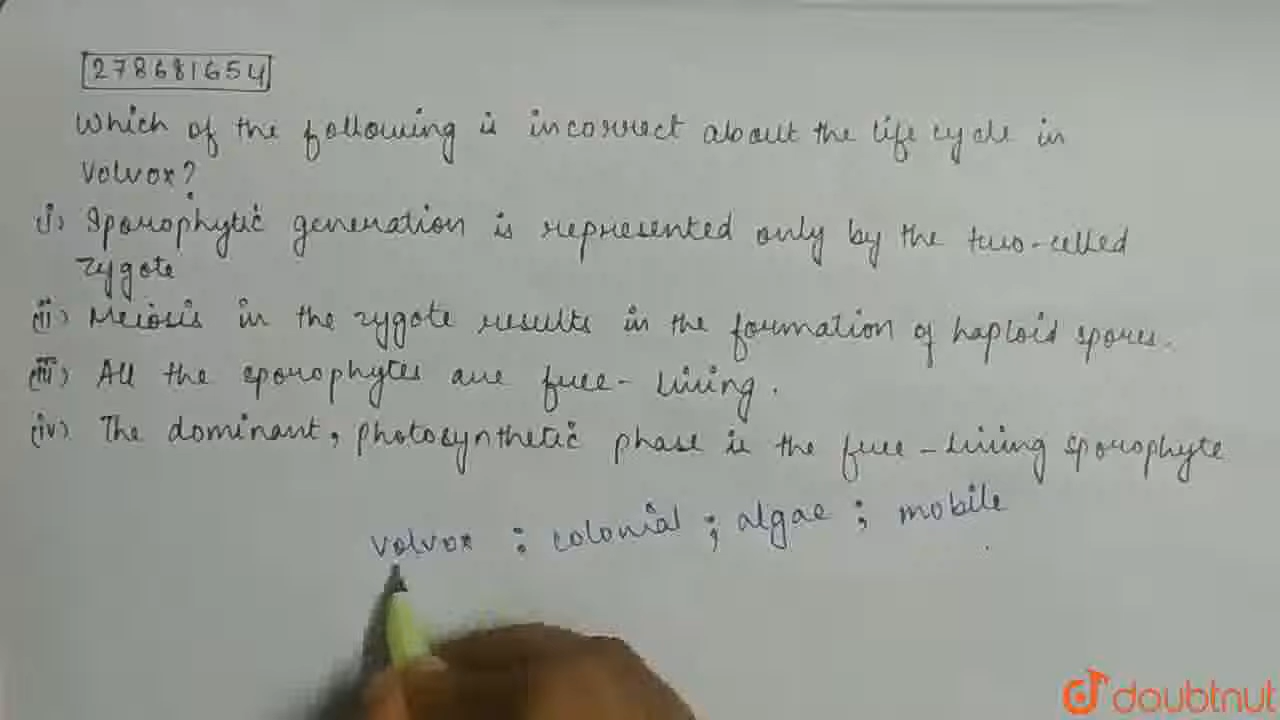 278681654
Which of the following is incorrect about the life cycle in
Volvox?
(i) Sporophytic generation is represented only by the two-celled
zygote
(ii) Meiosis in the zygote results in the formation of haploid spores.
(iii) All the sporophytes are free-living.
(iv) The dominant, photosynthetic phase is the free-living sporophyte
Volvox : colonial ; algae ; mobile
doubtnut